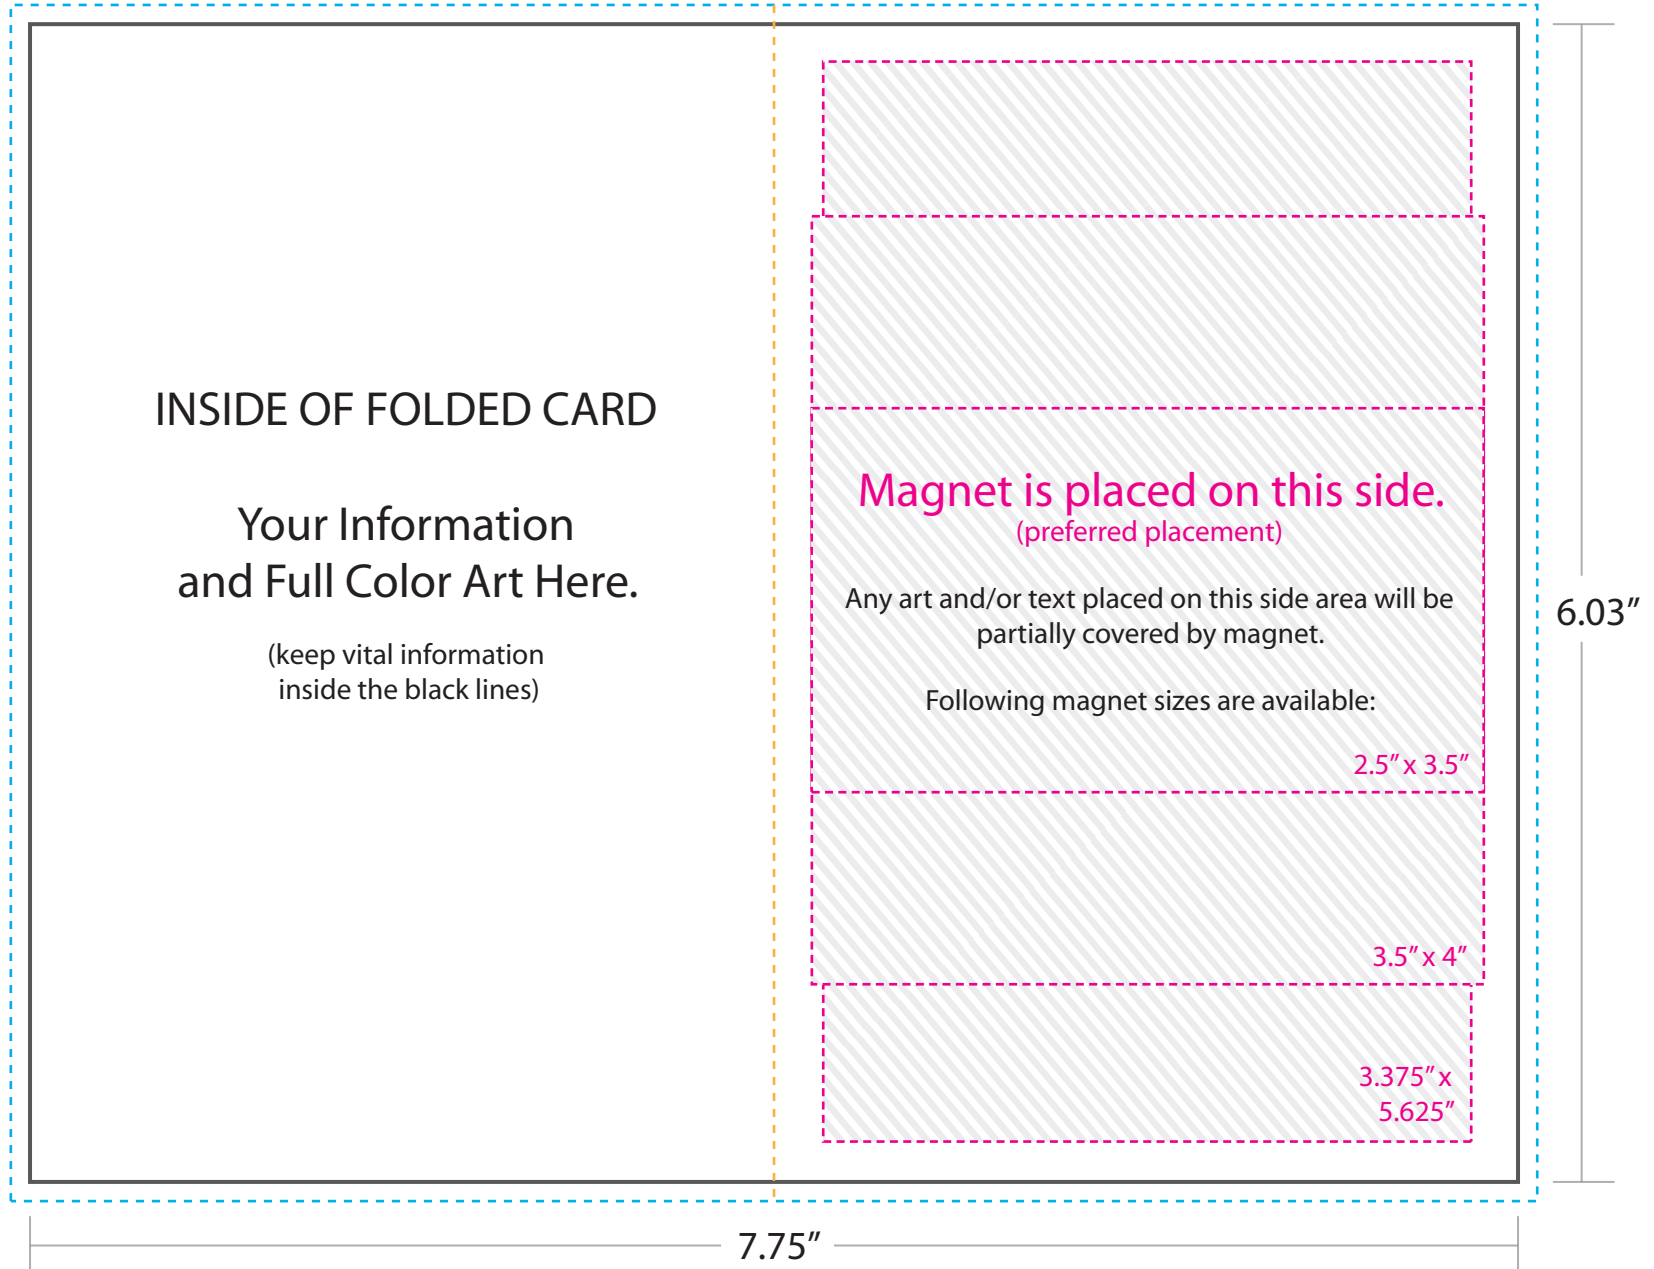 INSIDE OF FOLDED CARD
Your Information
and Full Color Art Here.
(keep vital information
inside the black lines)
Magnet is placed on this side.
(preferred placement)
Any art and/or text placed on this side area will be
partially covered by magnet.
Following magnet sizes are available:
2.5” x 3.5”
3.5” x 4”
3.375” x
5.625”
6.03”
7.75”